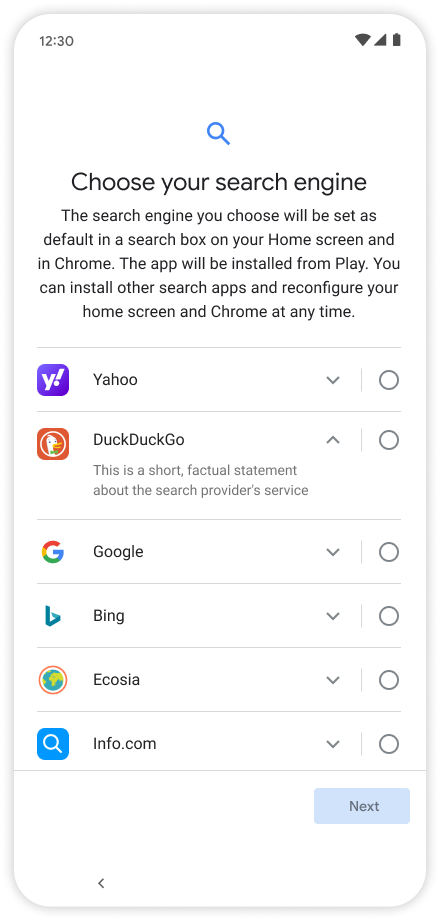 12:30
Choose your search engine
The search engine you choose will be set as
default in a search box on your Home screen and
in Chrome. The app will be installed from Play. You
can install other search apps and reconfigure your
home screen and Chrome at any time.
y!
Yahoo
DuckDuckGo
This is a short, factual statement
about the search provider's service
G
Google
b
Bing
Ecosia
Info.com
Next